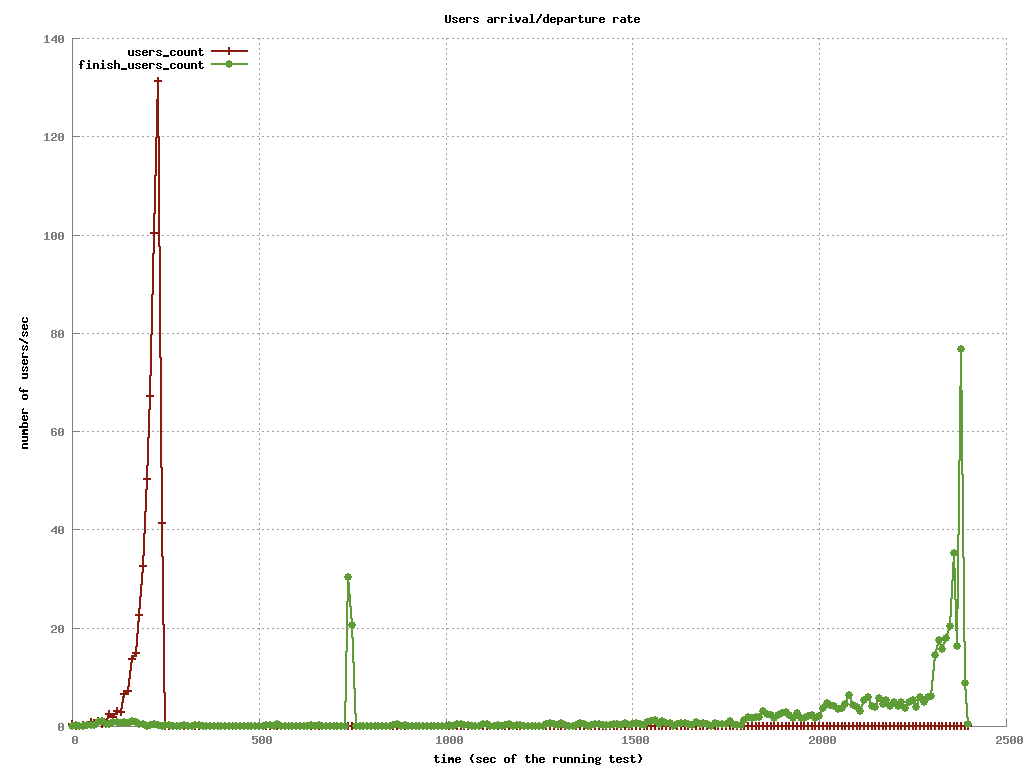 Users arrival/departure rate
140
users_count
finish_users_count
120
100
80
60
40
20
0
number of users/sec
0 500 1000 1500 2000 2500
time (sec of the running test)